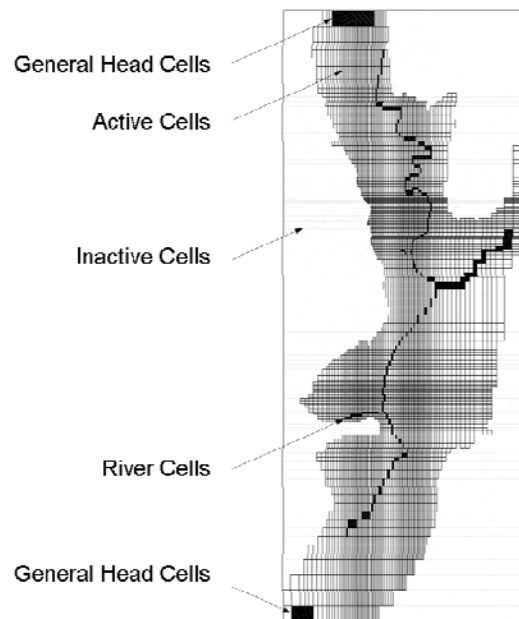 General Head Cells
Active Cells
Inactive Cells
River Cells
General Head Cells